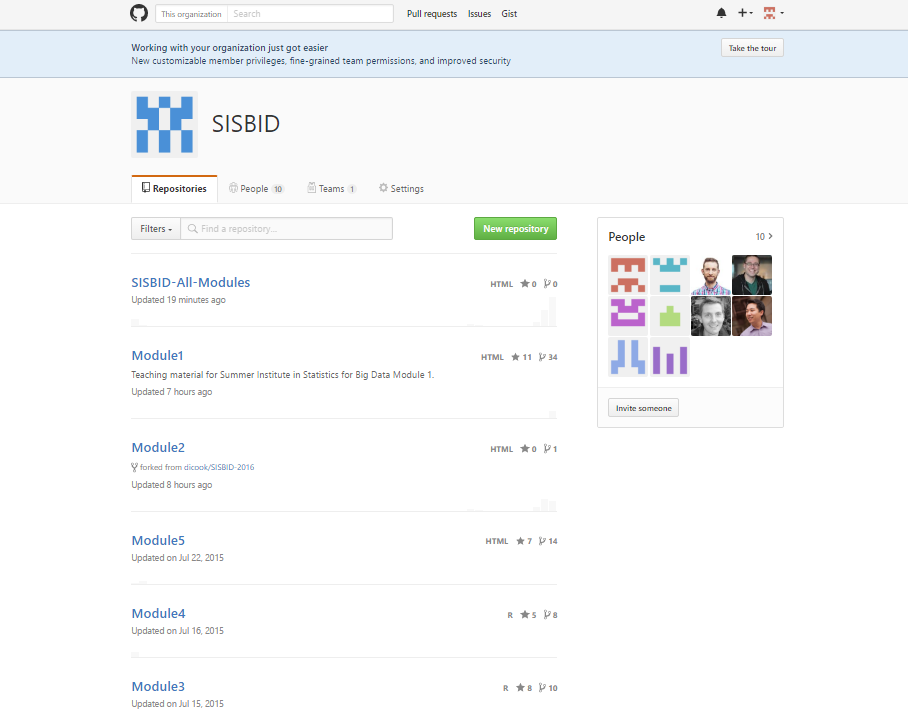 This organization Search Pull requests Issues Gist
Working with your organization just got easier
New customizable member privileges, fine-grained team permissions, and improved security
Take the tour
SISBID
Repositories People 10 Teams 1 Settings
Filters Find a repository... New repository
People 10
SISBID-All-Modules HTML 0 0
Updated 19 minutes ago
Module1 HTML 11 34
Teaching material for Summer Institute in Statistics for Big Data Module 1.
Updated 7 hours ago
Invite someone
Module2 HTML 0 1
forked from dicook/SISBID-2016
Updated 8 hours ago
Module5 HTML 7 14
Updated on Jul 22, 2015
Module4 R 5 8
Updated on Jul 16, 2015
Module3 R 8 10
Updated on Jul 15, 2015